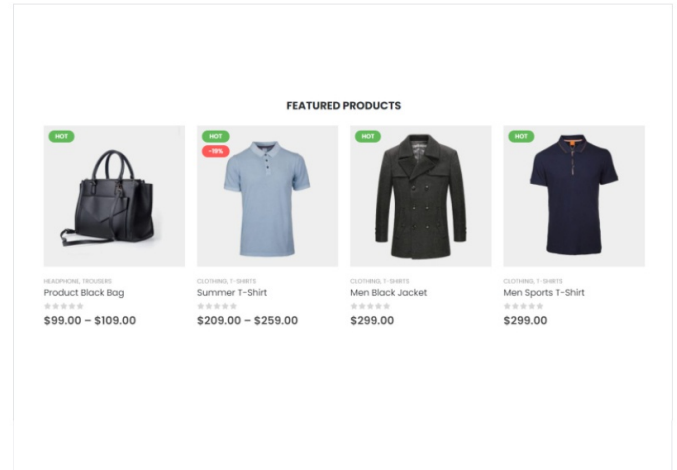 FEATURED PRODUCTS
HOT
HOT
HOT
HOT
HEADPHONE, TROUSERS
Product Black Bag
$99.00 – $109.00
CLOTHING, T-SHIRTS
Summer T-Shirt
$209.00 – $259.00
CLOTHING, T-SHIRTS
Men Black Jacket
$299.00
CLOTHING, T-SHIRTS
Men Sports T-Shirt
$299.00